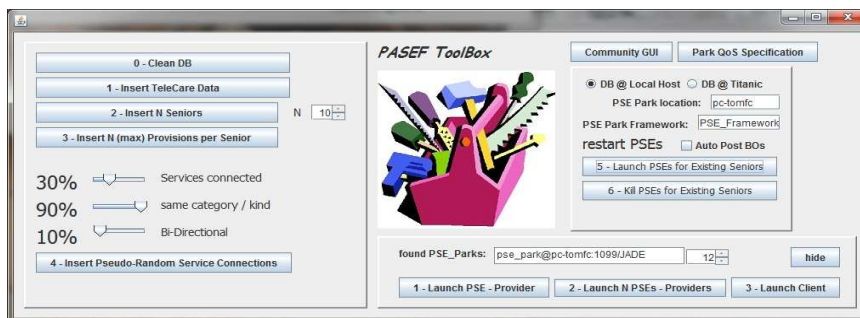 0 - Clean DB
1 - Insert TeleCare Data
2 - Insert N Seniors
N 10
3 - Insert N (max) Provisions per Senior
30% Services connected
90% same category / kind
10% Bi-Directional
4 - Insert Pseudo-Random Service Connections
PASEF ToolBox
Community GUI Park QoS Specification
DB @ Local Host DB @ Titanic
PSE Park location: pc-tomfc
PSE Park Framework: PSE_Framework
restart PSEs Auto Post BOs
5 - Launch PSEs for Existing Seniors
6 - Kill PSEs for Existing Seniors
found PSE_Parks: pse_park@pc-tomfc:1099/JADE 12 hide
1 - Launch PSE - Provider 2 - Launch N PSEs - Providers 3 - Launch Client